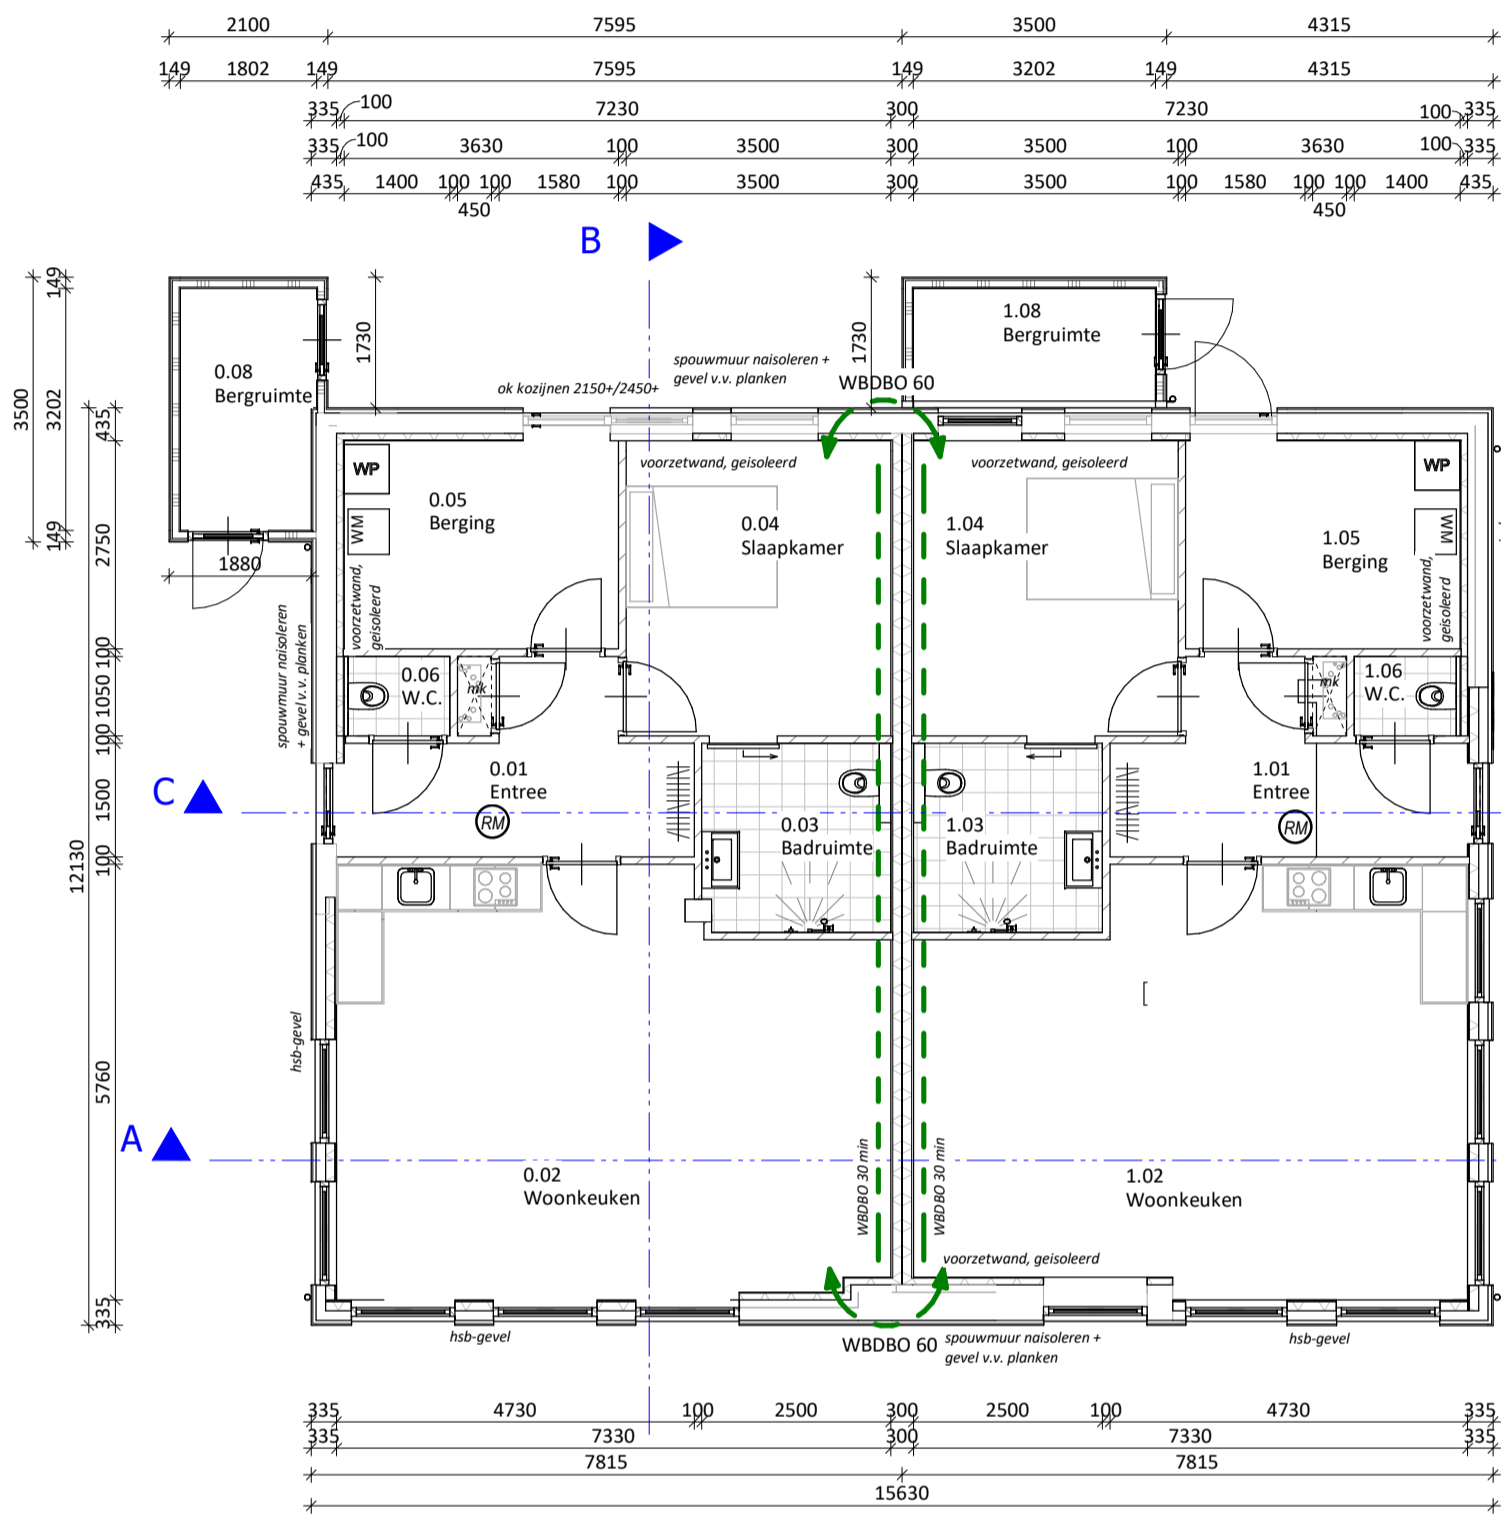 2100 7595 3500 4315
149 1802 149 7595 149 3202 149 4315
335 100 7230 300 7230 100 335
335 100 3630 100 3500 300 3500 100 3630 100 335
435 1400 100 100 1580 100 3500 300 3500 100 1580 100 100 1400 435
450 450
B
149
3500
3202
149
1730
1730
0.08
Bergruimte
1.08
Bergruimte
spouwmuur naisoleren +
gevel v.v. planken
ok kozijnen 2150+/2450+
WBDBO 60
435
WP
WM
0.05
Berging
voorzetwand, geisoleerd
0.04
Slaapkamer
voorzetwand, geisoleerd
1.04
Slaapkamer
WP
WM
1.05
Berging
2750
1880
voorzetwand,
geisoleerd
voorzetwand,
geisoleerd
spouwmuur naisoleren
+ gevel v.v. planken
100
1050
100
0.06
W.C.
mk
mk
1.06
W.C.
C
1500
0.01
Entree
RM
0.03
Badruimte
1.03
Badruimte
1.01
Entree
RM
12130
100
hsb-gevel
5760
A
0.02
Woonkeuken
WBDBO 30 min
WBDBO 30 min
1.02
Woonkeuken
voorzetwand, geisoleerd
335
hsb-gevel
WBDBO 60
spouwmuur naisoleren +
gevel v.v. planken
hsb-gevel
335 4730 100 2500 300 2500 100 4730 335
335 7330 300 7330 335
7815 7815
15630